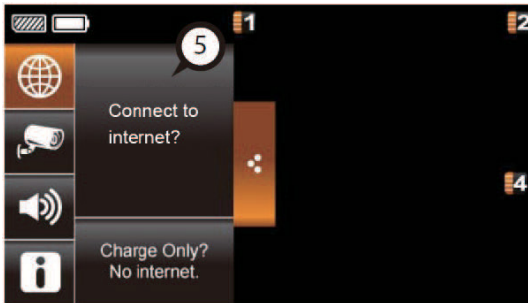 1
2
5
Connect to
internet?
4
Charge Only?
No internet.
i